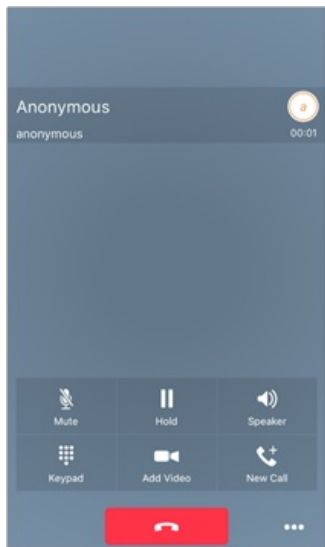 Anonymous
a
anonymous
00:01
Mute
Hold
Speaker
Keypad
Add Video
New Call